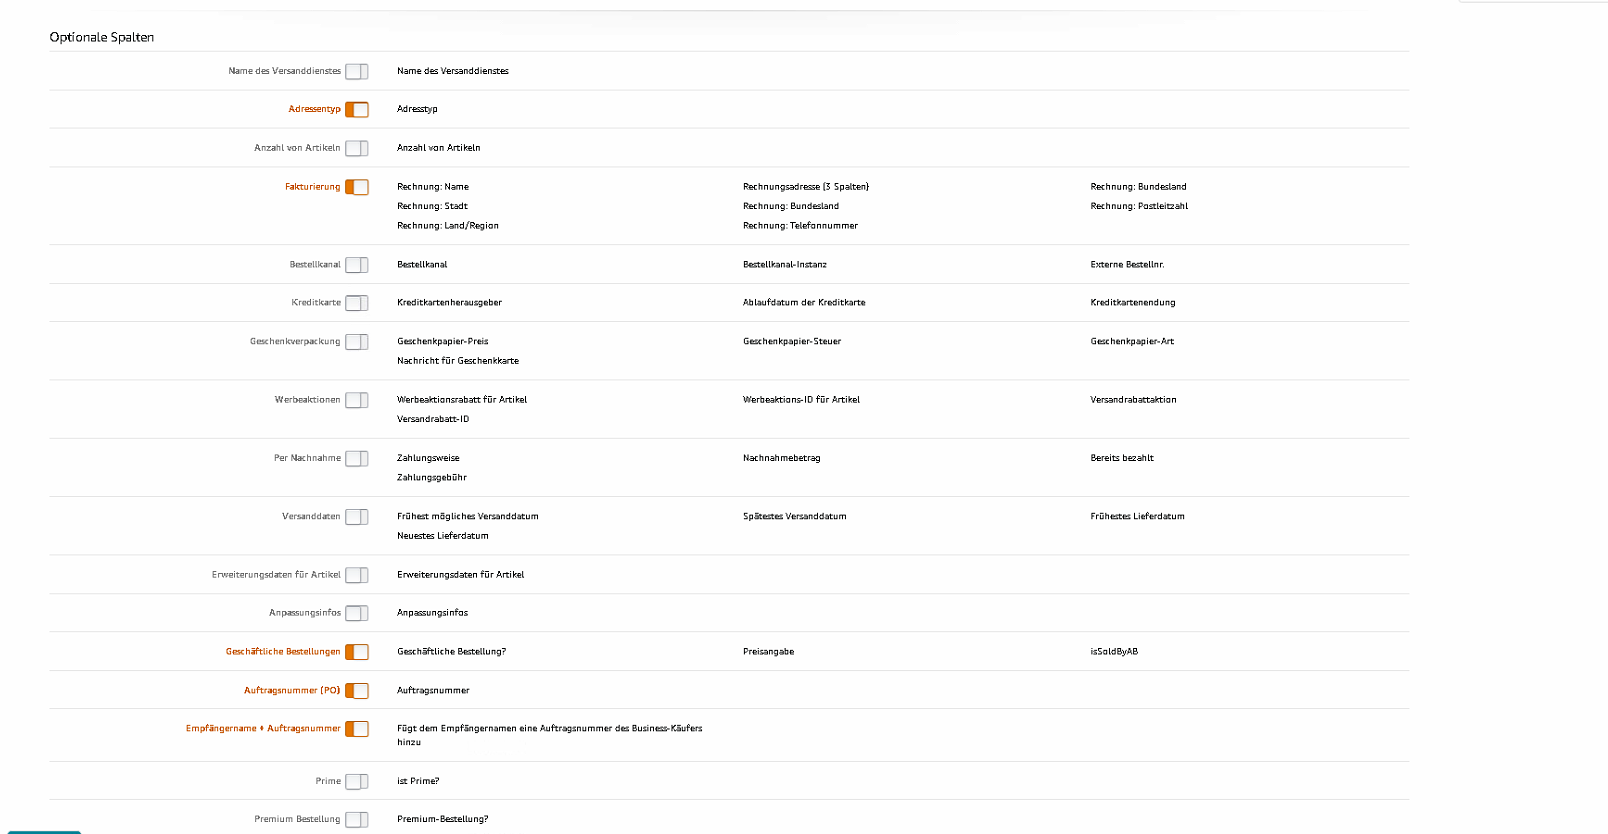 Optionale Spalten
Name des Versanddienstes Name des Versanddienstes
Adressentyp Adresstyp
Anzahl von Artikeln Anzahl von Artikeln
Fakturierung Rechnung: Name Rechnungsadresse (3 Spalten) Rechnung: Bundesland
Rechnung: Stadt Rechnung: Bundesland Rechnung: Postleitzahl
Rechnung: Land/Region Rechnung: Telefonnummer
Bestellkanal Bestellkanal Bestellkanal-Instanz Externe Bestellnr.
Kreditkarte Kreditkartenherausgeber Ablaufdatum der Kreditkarte Kreditkartenendung
Geschenkverpackung Geschenkpapier-Preis Geschenkpapier-Steuer Geschenkpapier-Art
Nachricht für Geschenkkarte
Werbeaktionen Werbeaktionsrabatt für Artikel Werbeaktions-ID für Artikel Versandrabattaktion
Versandrabatt-ID
Per Nachnahme Zahlungsweise Nachnahmebetrag Bereits bezahlt
Zahlungsgebühr
Versanddaten Frühest mögliches Versanddatum Spätestes Versanddatum Frühestes Lieferdatum
Neuestes Lieferdatum
Erweiterungsdaten für Artikel Erweiterungsdaten für Artikel
Anpassungsinfos Anpassungsinfos
Geschäftliche Bestellungen Geschäftliche Bestellung? Preisangabe isSoldByAB
Auftragsnummer (PO) Auftragsnummer
Empfängername + Auftragsnummer Fügt dem Empfängernamen eine Auftragsnummer des Business-Käufers
hinzu
Prime ist Prime?
Premium Bestellung Premium-Bestellung?